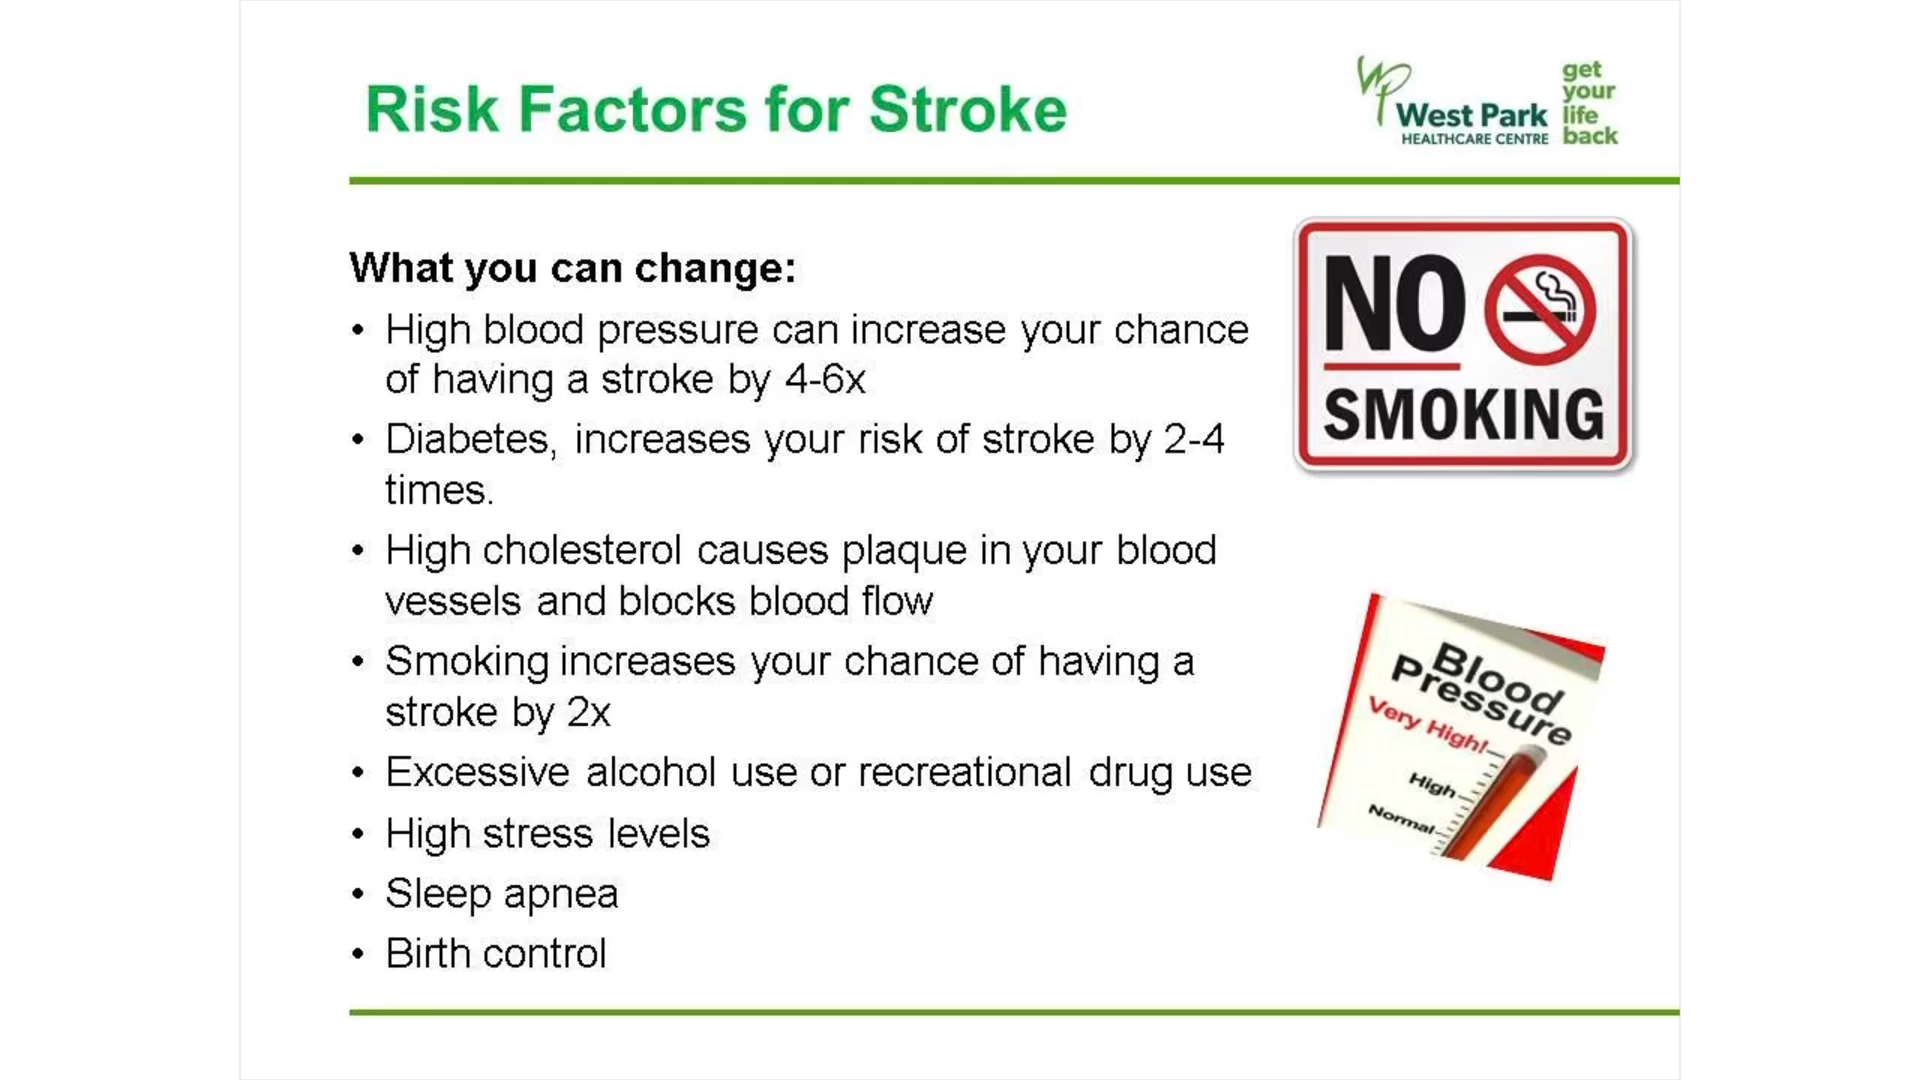 Risk Factors for Stroke
West Park
HEALTHCARE CENTRE
get
your
life
back
What you can change:
• High blood pressure can increase your chance
of having a stroke by 4-6x
• Diabetes, increases your risk of stroke by 2-4
times.
• High cholesterol causes plaque in your blood
vessels and blocks blood flow
• Smoking increases your chance of having a
stroke by 2x
• Excessive alcohol use or recreational drug use
• High stress levels
• Sleep apnea
• Birth control
NO
SMOKING
Blood
Pressure
Very High!
High
Normal